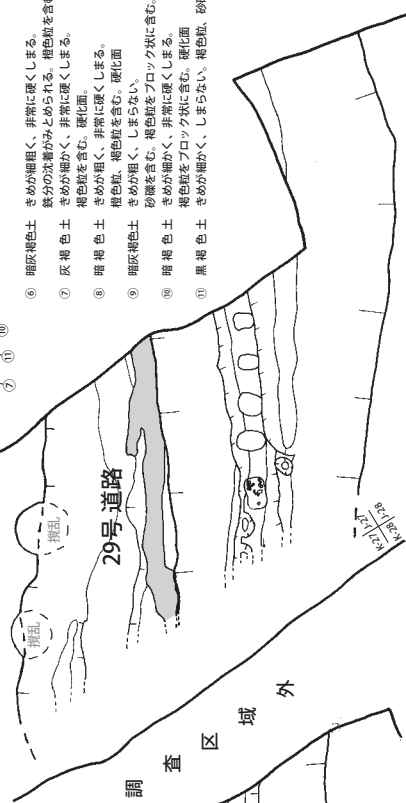 ⑦ ⑪ ⑩
⑥ 暗灰褐色土 きめが細粗く、非常に硬くしまる。
鉄分の沈着がみとめられる。橙色粒を含む
⑦ 灰褐色土 きめが細かく、非常に硬くしまる。
褐色粒を含む。硬化面。
⑧ 暗褐色土 きめが粗く、非常に硬くしまる。
橙色粒、褐色粒を含む。硬化面
⑨ 暗灰褐色土 きめが粗く、しまらない。
砂礫を含む。褐色粒をブロック状に含む。
⑩ 暗褐色土 きめが細かく、非常に硬くしまる。
褐色粒をブロック状に含む。硬化面
⑪ 黒褐色土 きめが細かく、しまらない。褐色粒、砂粒
撹乱
撹乱
29号道路
調査区域外
K-27 J-27
K-28 J-28